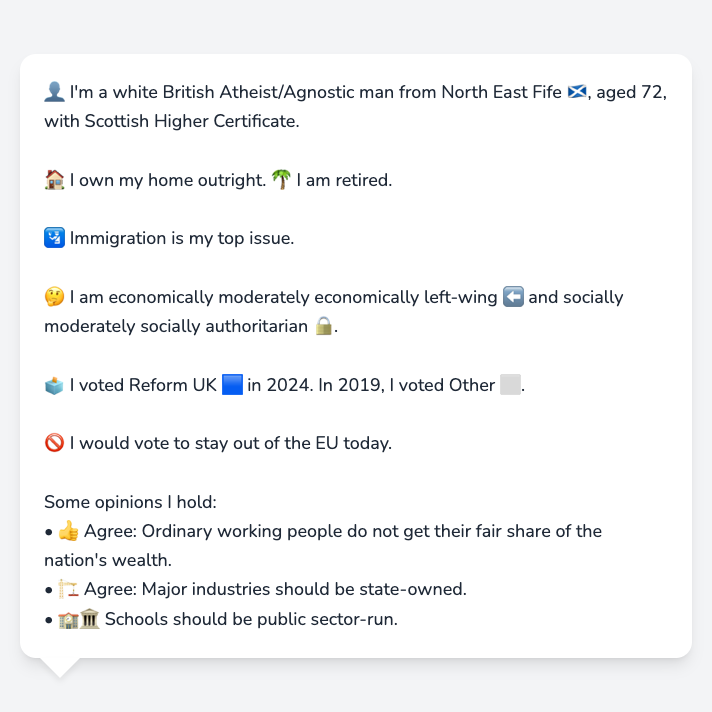 👤 I'm a white British Atheist/Agnostic man from North East Fife 🏴󠁧󠁢󠁳󠁣󠁴󠁿, aged 72,
with Scottish Higher Certificate.
🏠 I own my home outright. 🌴 I am retired.
🛂 Immigration is my top issue.
🤔 I am economically moderately economically left-wing ⬅️ and socially
moderately socially authoritarian 🔒.
🗳️ I voted Reform UK 🟦 in 2024. In 2019, I voted Other ⬜.
🚫 I would vote to stay out of the EU today.
Some opinions I hold:
• 👍 Agree: Ordinary working people do not get their fair share of the
nation's wealth.
• 🏗️ Agree: Major industries should be state-owned.
• 🏫🏛️ Schools should be public sector-run.